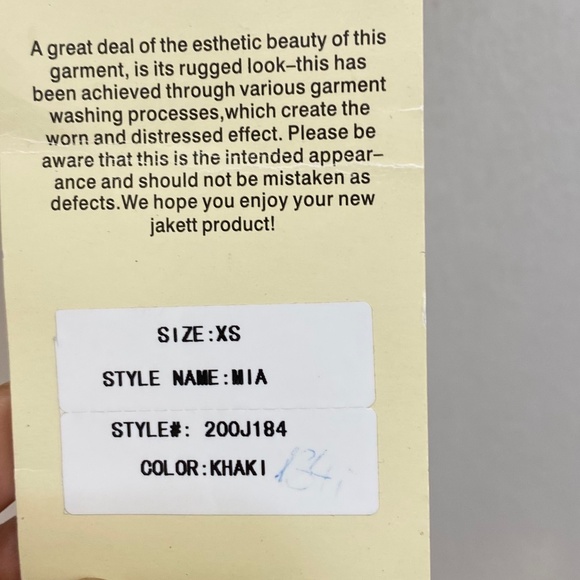 A great deal of the esthetic beauty of this
garment, is its rugged look–this has
been achieved through various garment
washing processes,which create the
worn and distressed effect. Please be
aware that this is the intended appear–
ance and should not be mistaken as
defects.We hope you enjoy your new
jakett product!
SIZE:XS
STYLE NAME:MIA
STYLE#: 200J184
COLOR:KHAKI